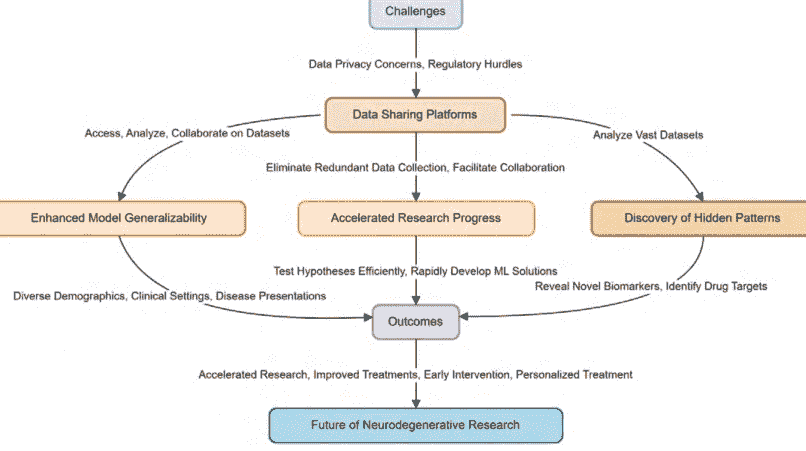 Challenges
Data Privacy Concerns, Regulatory Hurdles
Data Sharing Platforms
Access, Analyze, Collaborate on Datasets
Analyze Vast Datasets
Eliminate Redundant Data Collection, Facilitate Collaboration
Enhanced Model Generalizability
Accelerated Research Progress
Discovery of Hidden Patterns
Test Hypotheses Efficiently, Rapidly Develop ML Solutions
Reveal Novel Biomarkers, Identify Drug Targets
Diverse Demographics, Clinical Settings, Disease Presentations
Outcomes
Accelerated Research, Improved Treatments, Early Intervention, Personalized Treatment
Future of Neurodegenerative Research